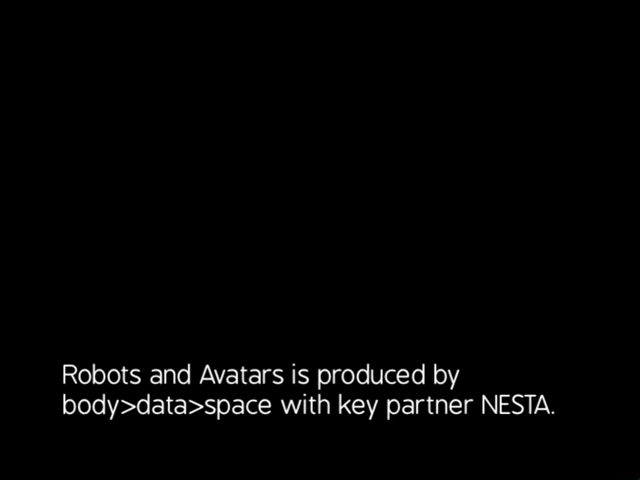 Robots and Avatars is produced by
body>data>space with key partner NESTA.